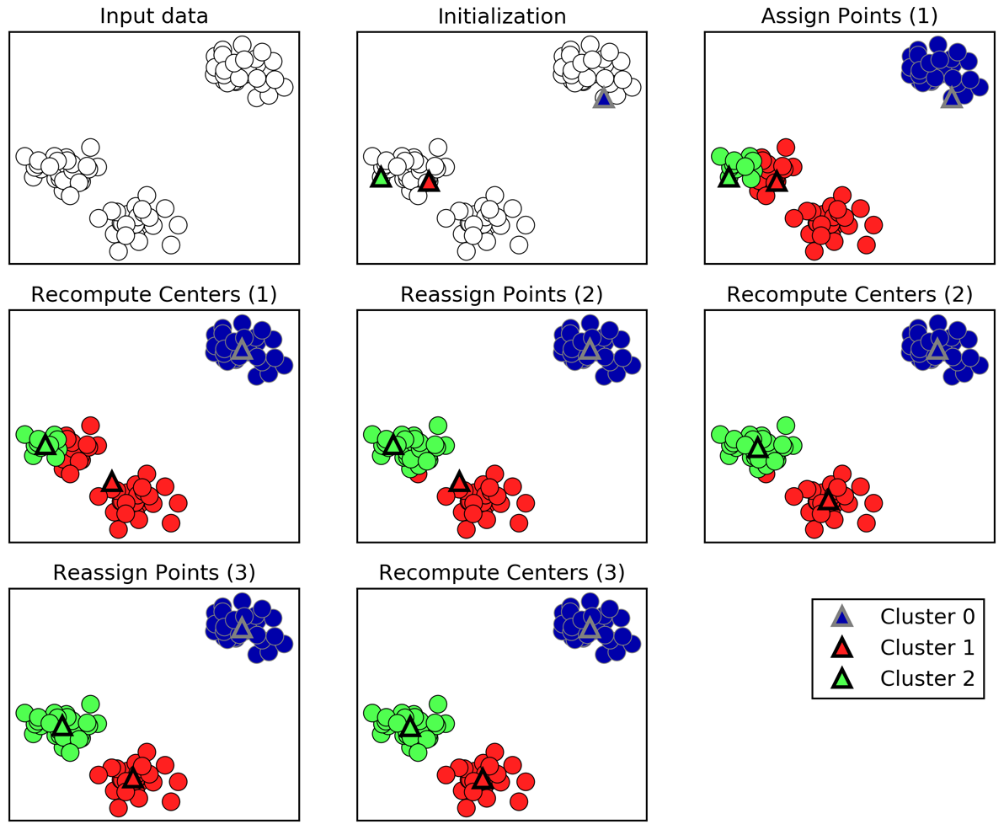 Input data
Initialization
Assign Points (1)
Recompute Centers (1)
Reassign Points (2)
Recompute Centers (2)
Reassign Points (3)
Recompute Centers (3)
Cluster 0
Cluster 1
Cluster 2